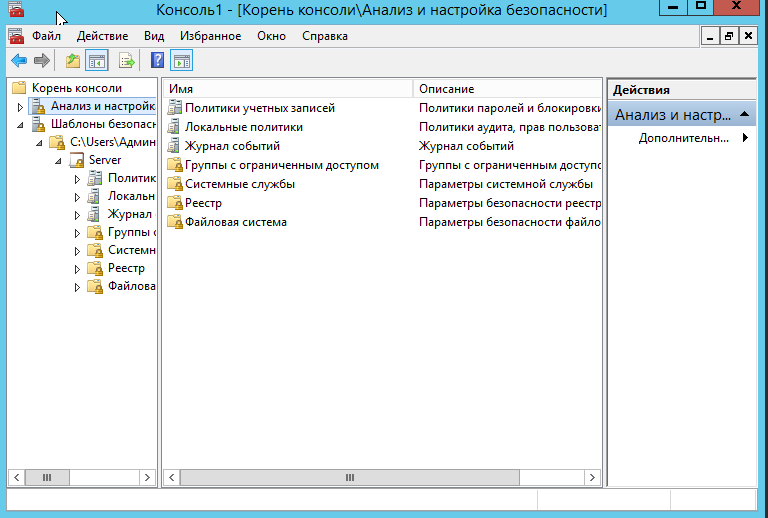 Консоль1 - [Корень консоли\Анализ и настройка безопасности]
Файл Действие Вид Избранное Окно Справка
Корень консоли
Анализ и настройк
Шаблоны безопасн
C:\Users\Админ
Server
Политик
Локальн
Журнал
Группы с
Системн
Реестр
Файлова
Имя Описание
Политики учетных записей Политики паролей и блокировки
Локальные политики Политики аудита, прав пользоват
Журнал событий Журнал событий
Группы с ограниченным доступом Группы с ограниченным доступо
Системные службы Параметры системной службы
Реестр Параметры безопасности реестр
Файловая система Параметры безопасности файло
Действия
Анализ и настр...
Дополнительн...